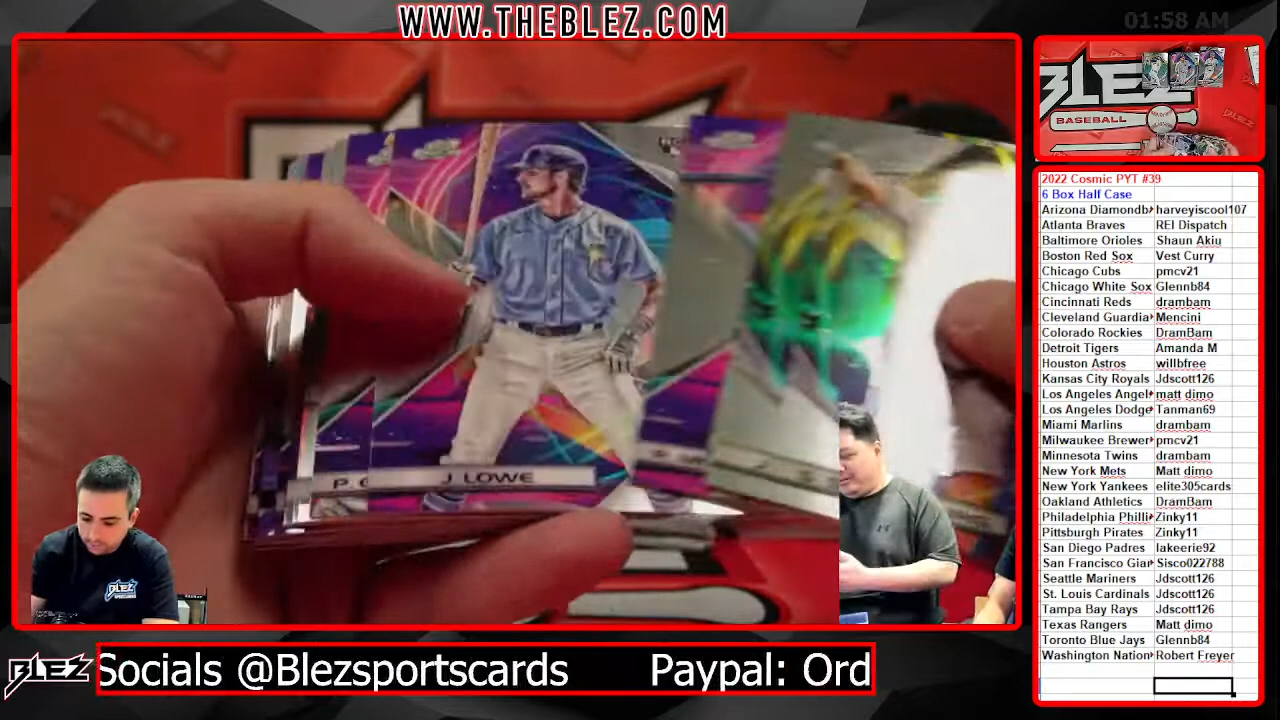 WWW.THEBLEZ.COM
01:58 AM
BLEZ
BASEBALL
J LOWE
BLEZ
2022 Cosmic PYT #39
6 Box Half Case
Arizona Diamondb harveyiscool107
Atlanta Braves REI Dispatch
Baltimore Orioles Shaun Akiu
Boston Red Sox Vest Curry
Chicago Cubs pmcv21
Chicago White Sox Glennb84
Cincinnati Reds drambam
Cleveland Guardia Mencini
Colorado Rockies DramBam
Detroit Tigers Amanda M
Houston Astros willbfree
Kansas City Royals Jdscott126
Los Angeles Angel matt dimo
Los Angeles Dodge Tanman69
Miami Marlins drambam
Milwaukee Brewer pmcv21
Minnesota Twins drambam
New York Mets Matt dimo
New York Yankees elite305cards
Oakland Athletics DramBam
Philadelphia Philli Zinky11
Pittsburgh Pirates Zinky11
San Diego Padres lakeerie92
San Francisco Gian Sisco022788
Seattle Mariners Jdscott126
St. Louis Cardinals Jdscott126
Tampa Bay Rays Jdscott126
Texas Rangers Matt dimo
Toronto Blue Jays Glennb84
Washington Nation Robert Freyer
BLEZ Socials @Blezsportscards Paypal: Ord